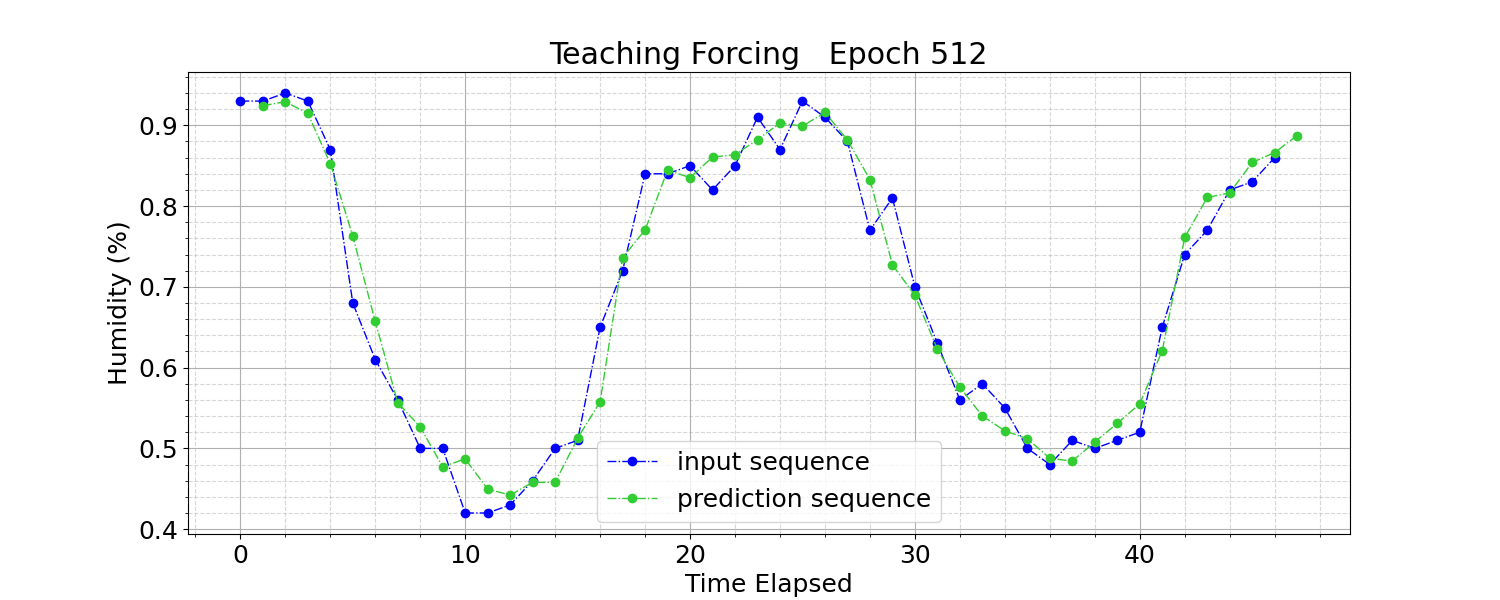 Teaching Forcing   Epoch 512
Humidity (%)
0.9
0.8
0.7
0.6
0.5
0.4
input sequence
prediction sequence
0 10 20 30 40
Time Elapsed